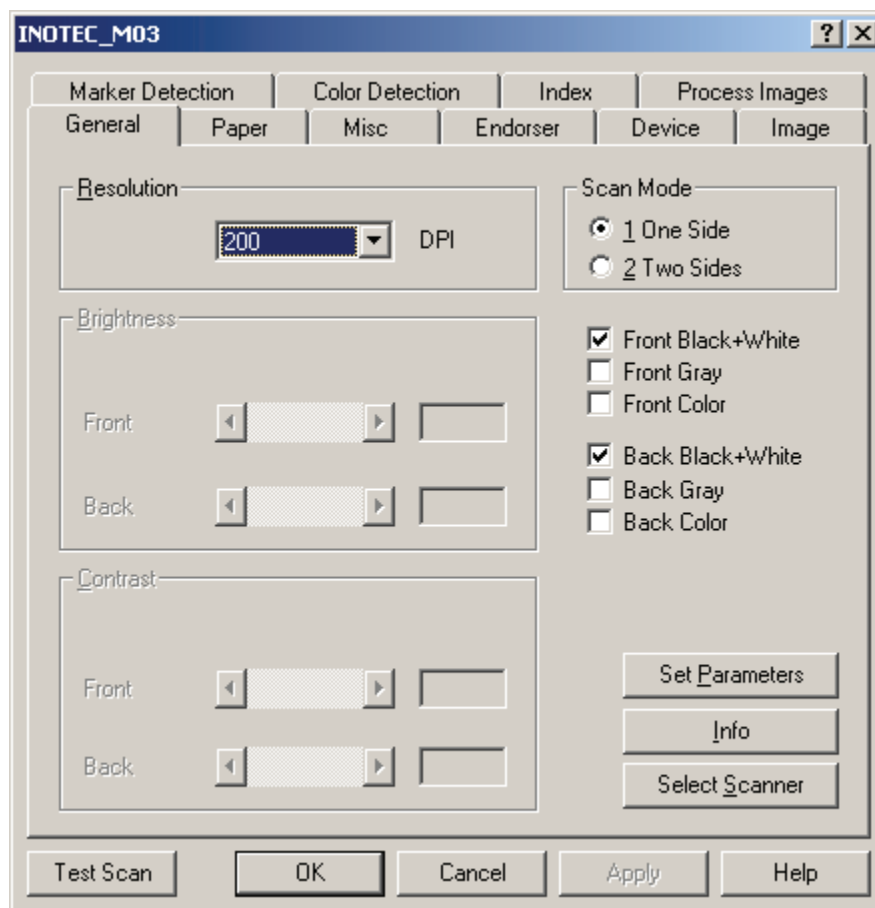 INOTEC_M03
Marker Detection Color Detection Index Process Images
General Paper Misc Endorser Device Image
Resolution
200 DPI
Scan Mode
1 One Side
2 Two Sides
Brightness
Front
Back
Front Black+White
Front Gray
Front Color
Back Black+White
Back Gray
Back Color
Contrast
Front
Back
Set Parameters
Info
Select Scanner
Test Scan OK Cancel Apply Help